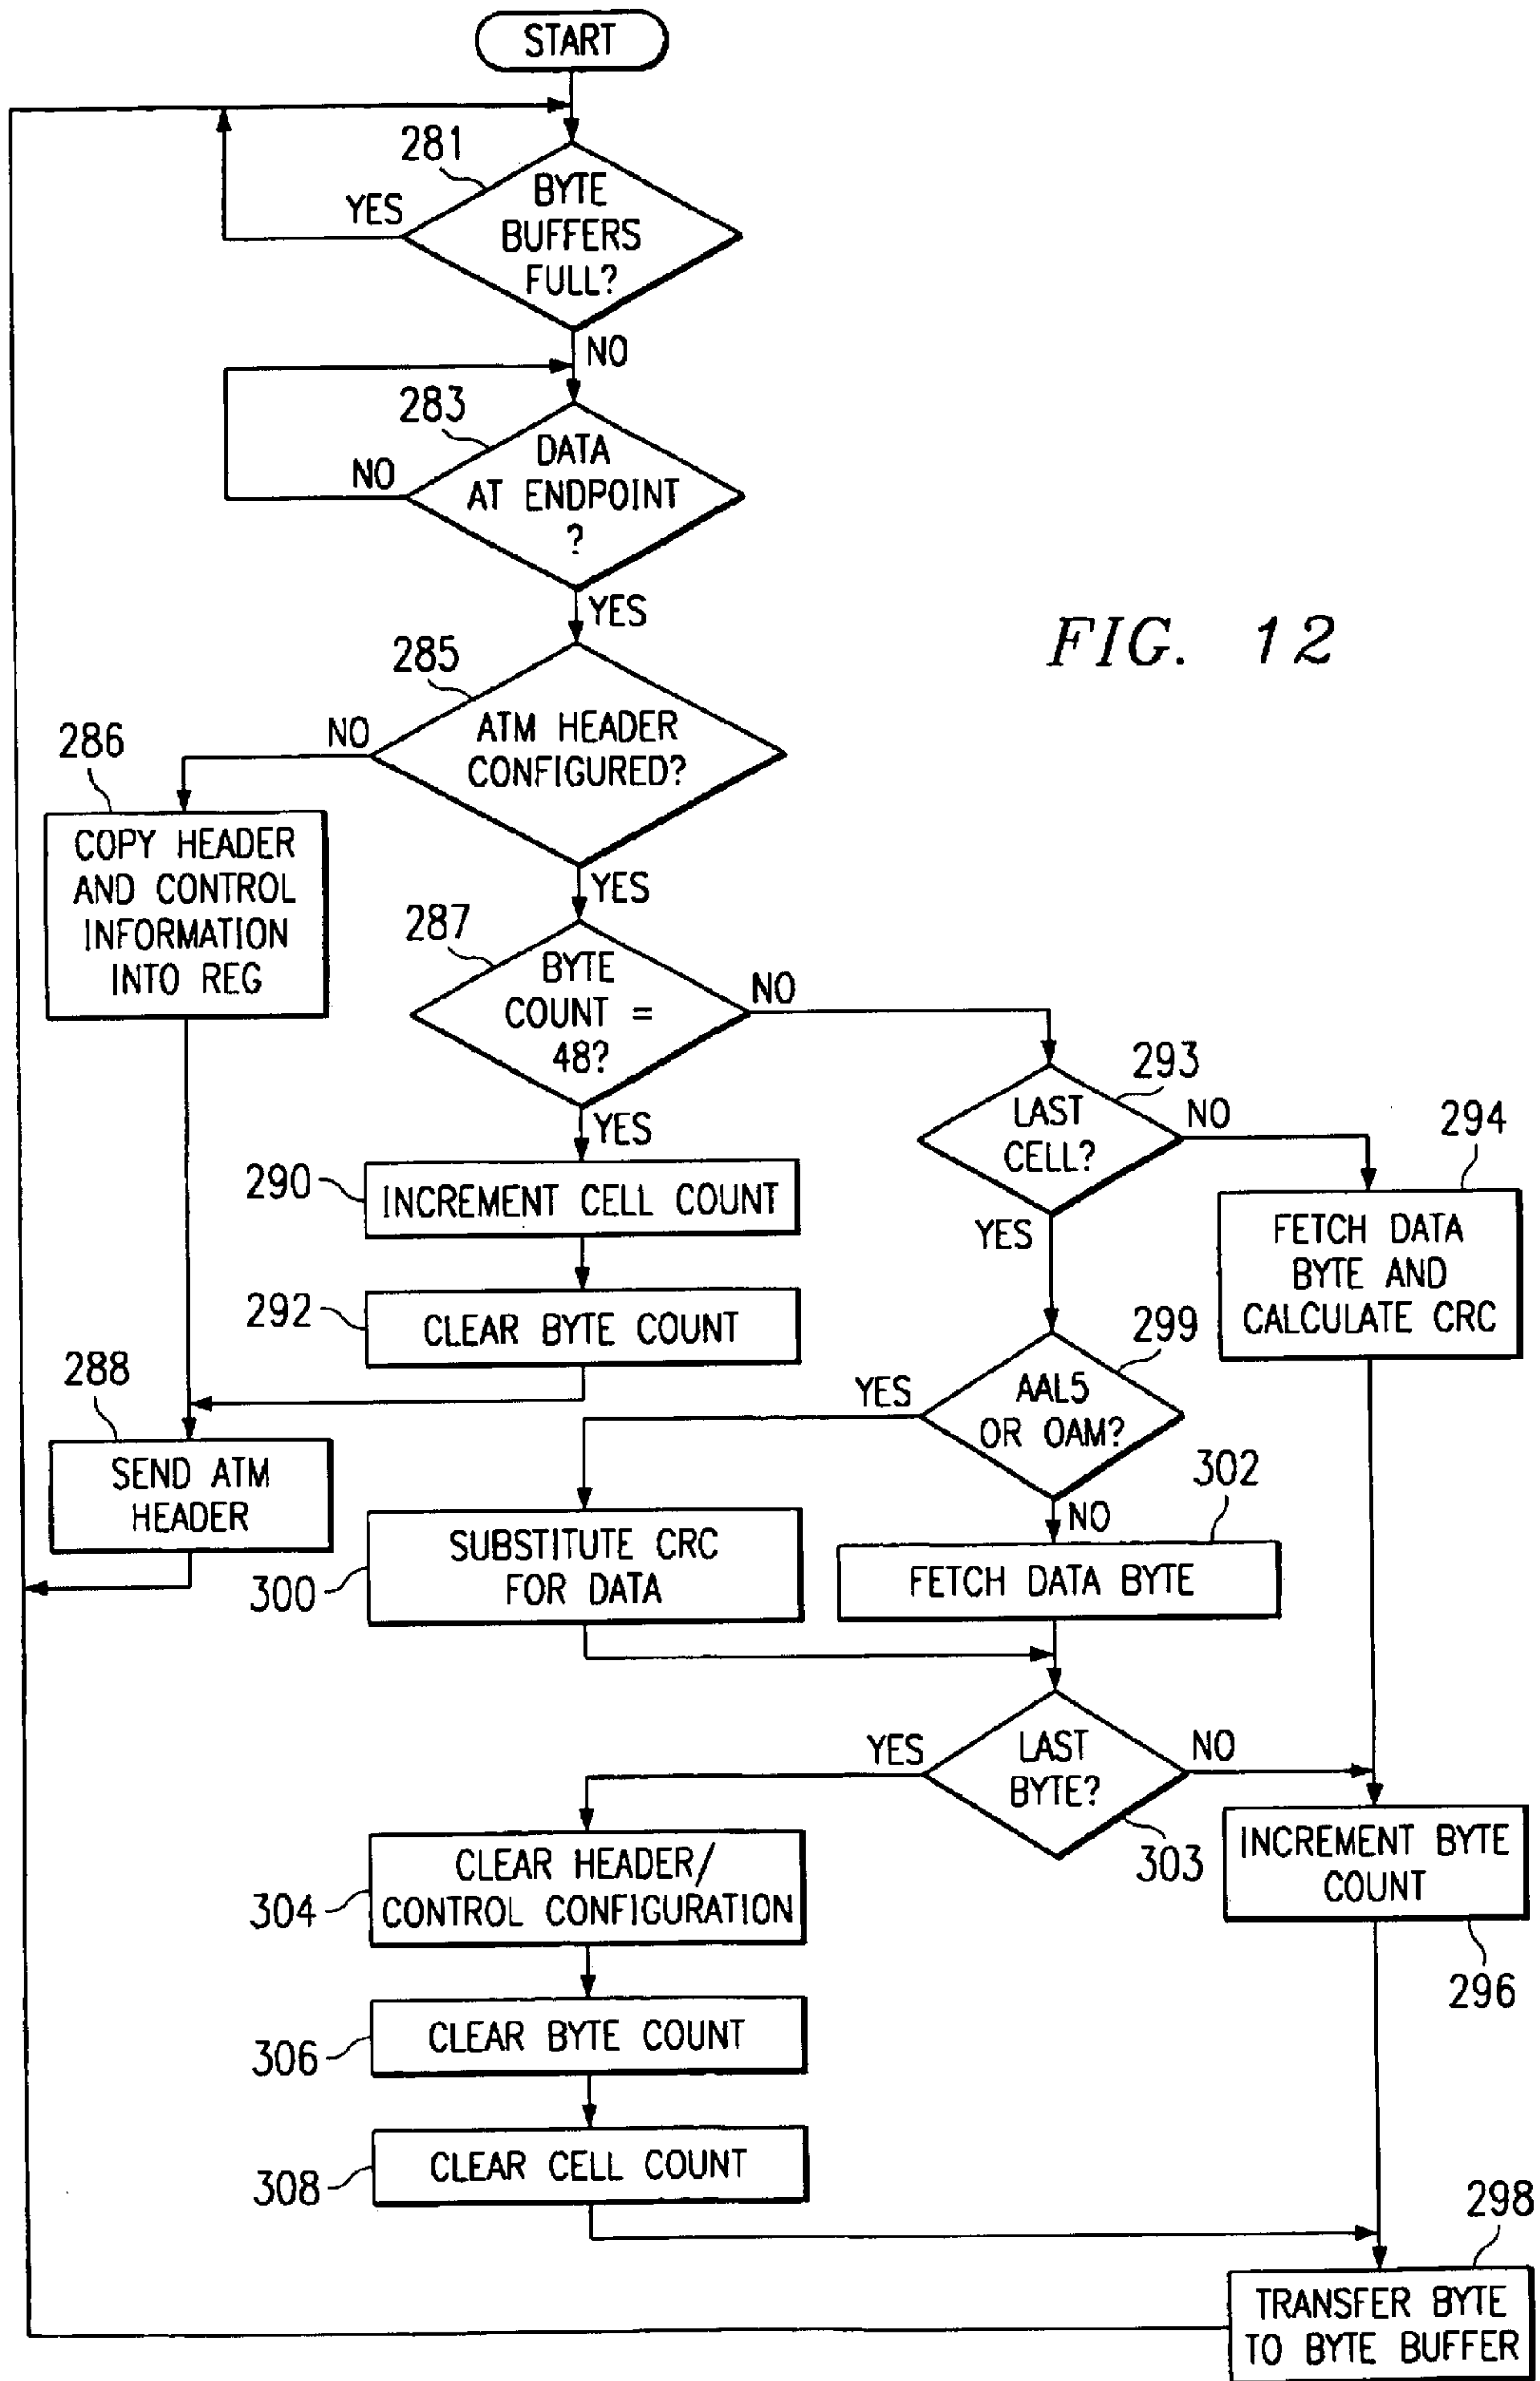 START
281
BYTE
BUFFERS
FULL?
YES
NO
283
DATA
AT ENDPOINT
?
NO
YES
FIG. 12
285
ATM HEADER
CONFIGURED?
NO
YES
286
COPY HEADER
AND CONTROL
INFORMATION
INTO REG
287
BYTE
COUNT =
48?
NO
YES
293
LAST
CELL?
NO
YES
294
FETCH DATA
BYTE AND
CALCULATE CRC
290
INCREMENT CELL COUNT
292
CLEAR BYTE COUNT
288
SEND ATM
HEADER
299
AAL5
OR OAM?
YES
NO
300
SUBSTITUTE CRC
FOR DATA
302
FETCH DATA BYTE
303
LAST
BYTE?
YES
NO
296
INCREMENT BYTE
COUNT
304
CLEAR HEADER/
CONTROL CONFIGURATION
306
CLEAR BYTE COUNT
308
CLEAR CELL COUNT
298
TRANSFER BYTE
TO BYTE BUFFER